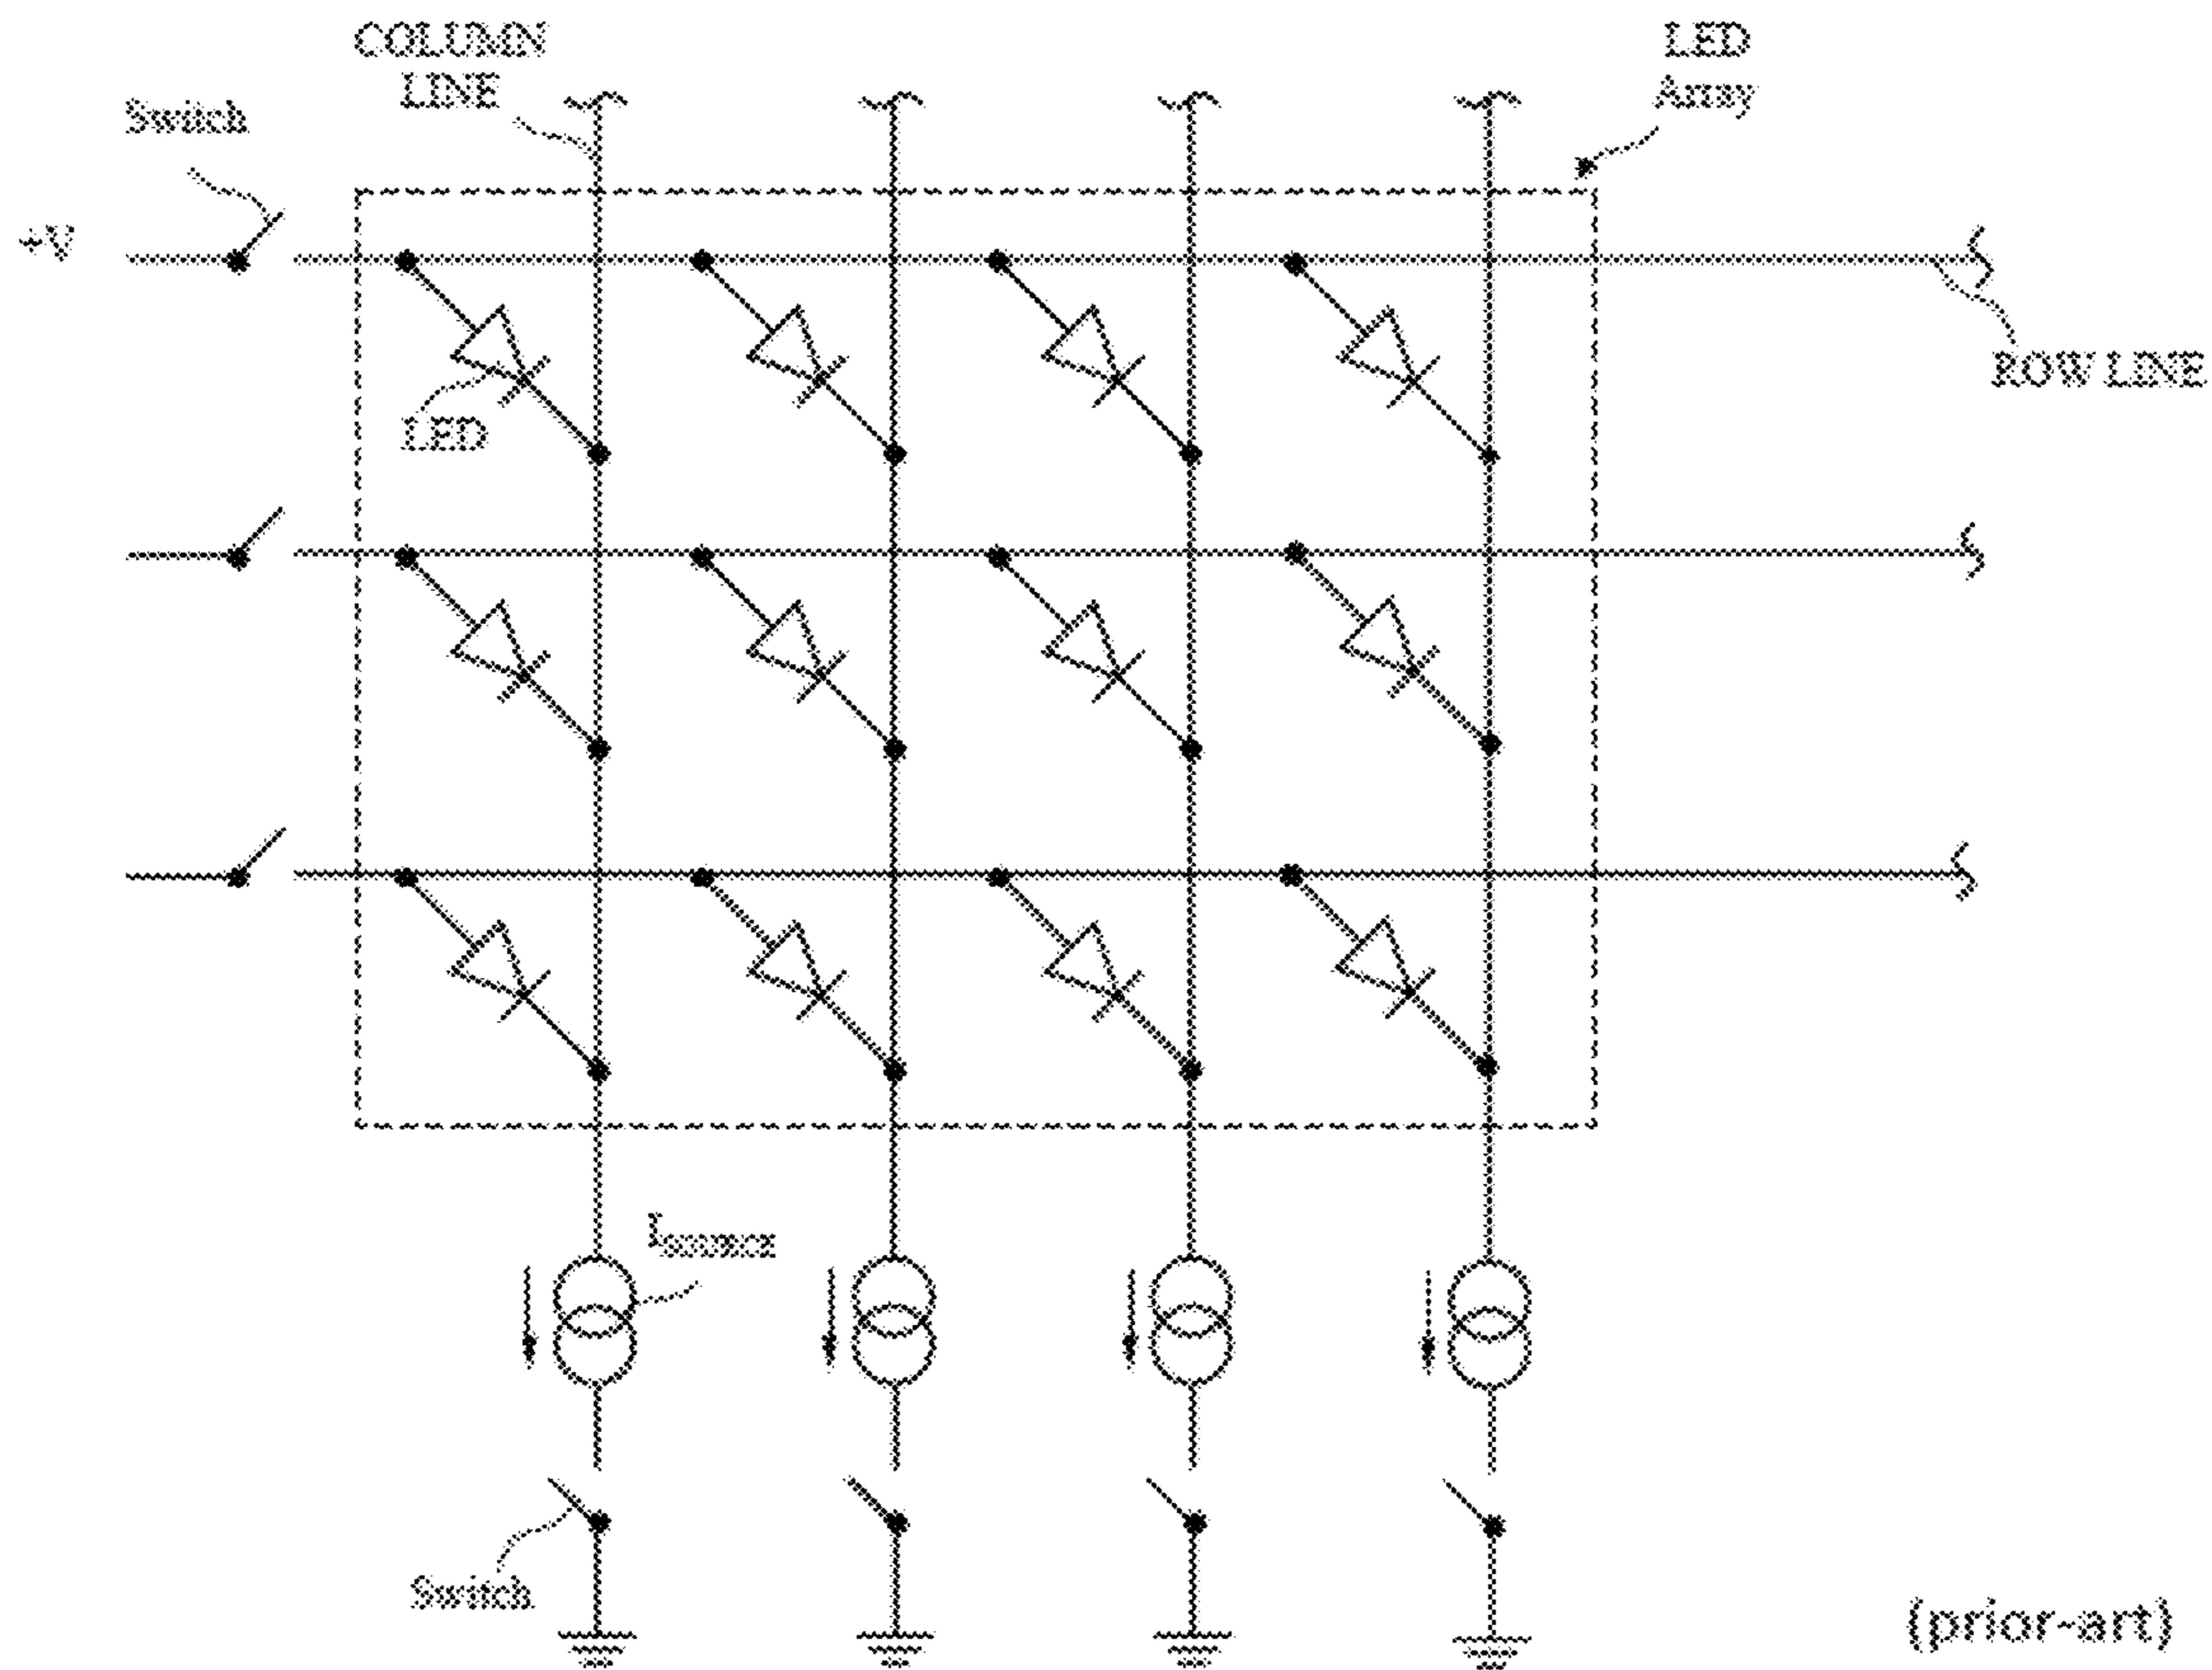 COLUMN
LINE
LED
Array
Switch
+V
ROW LINE
LED
ISOURCE
Switch
(prior-art)